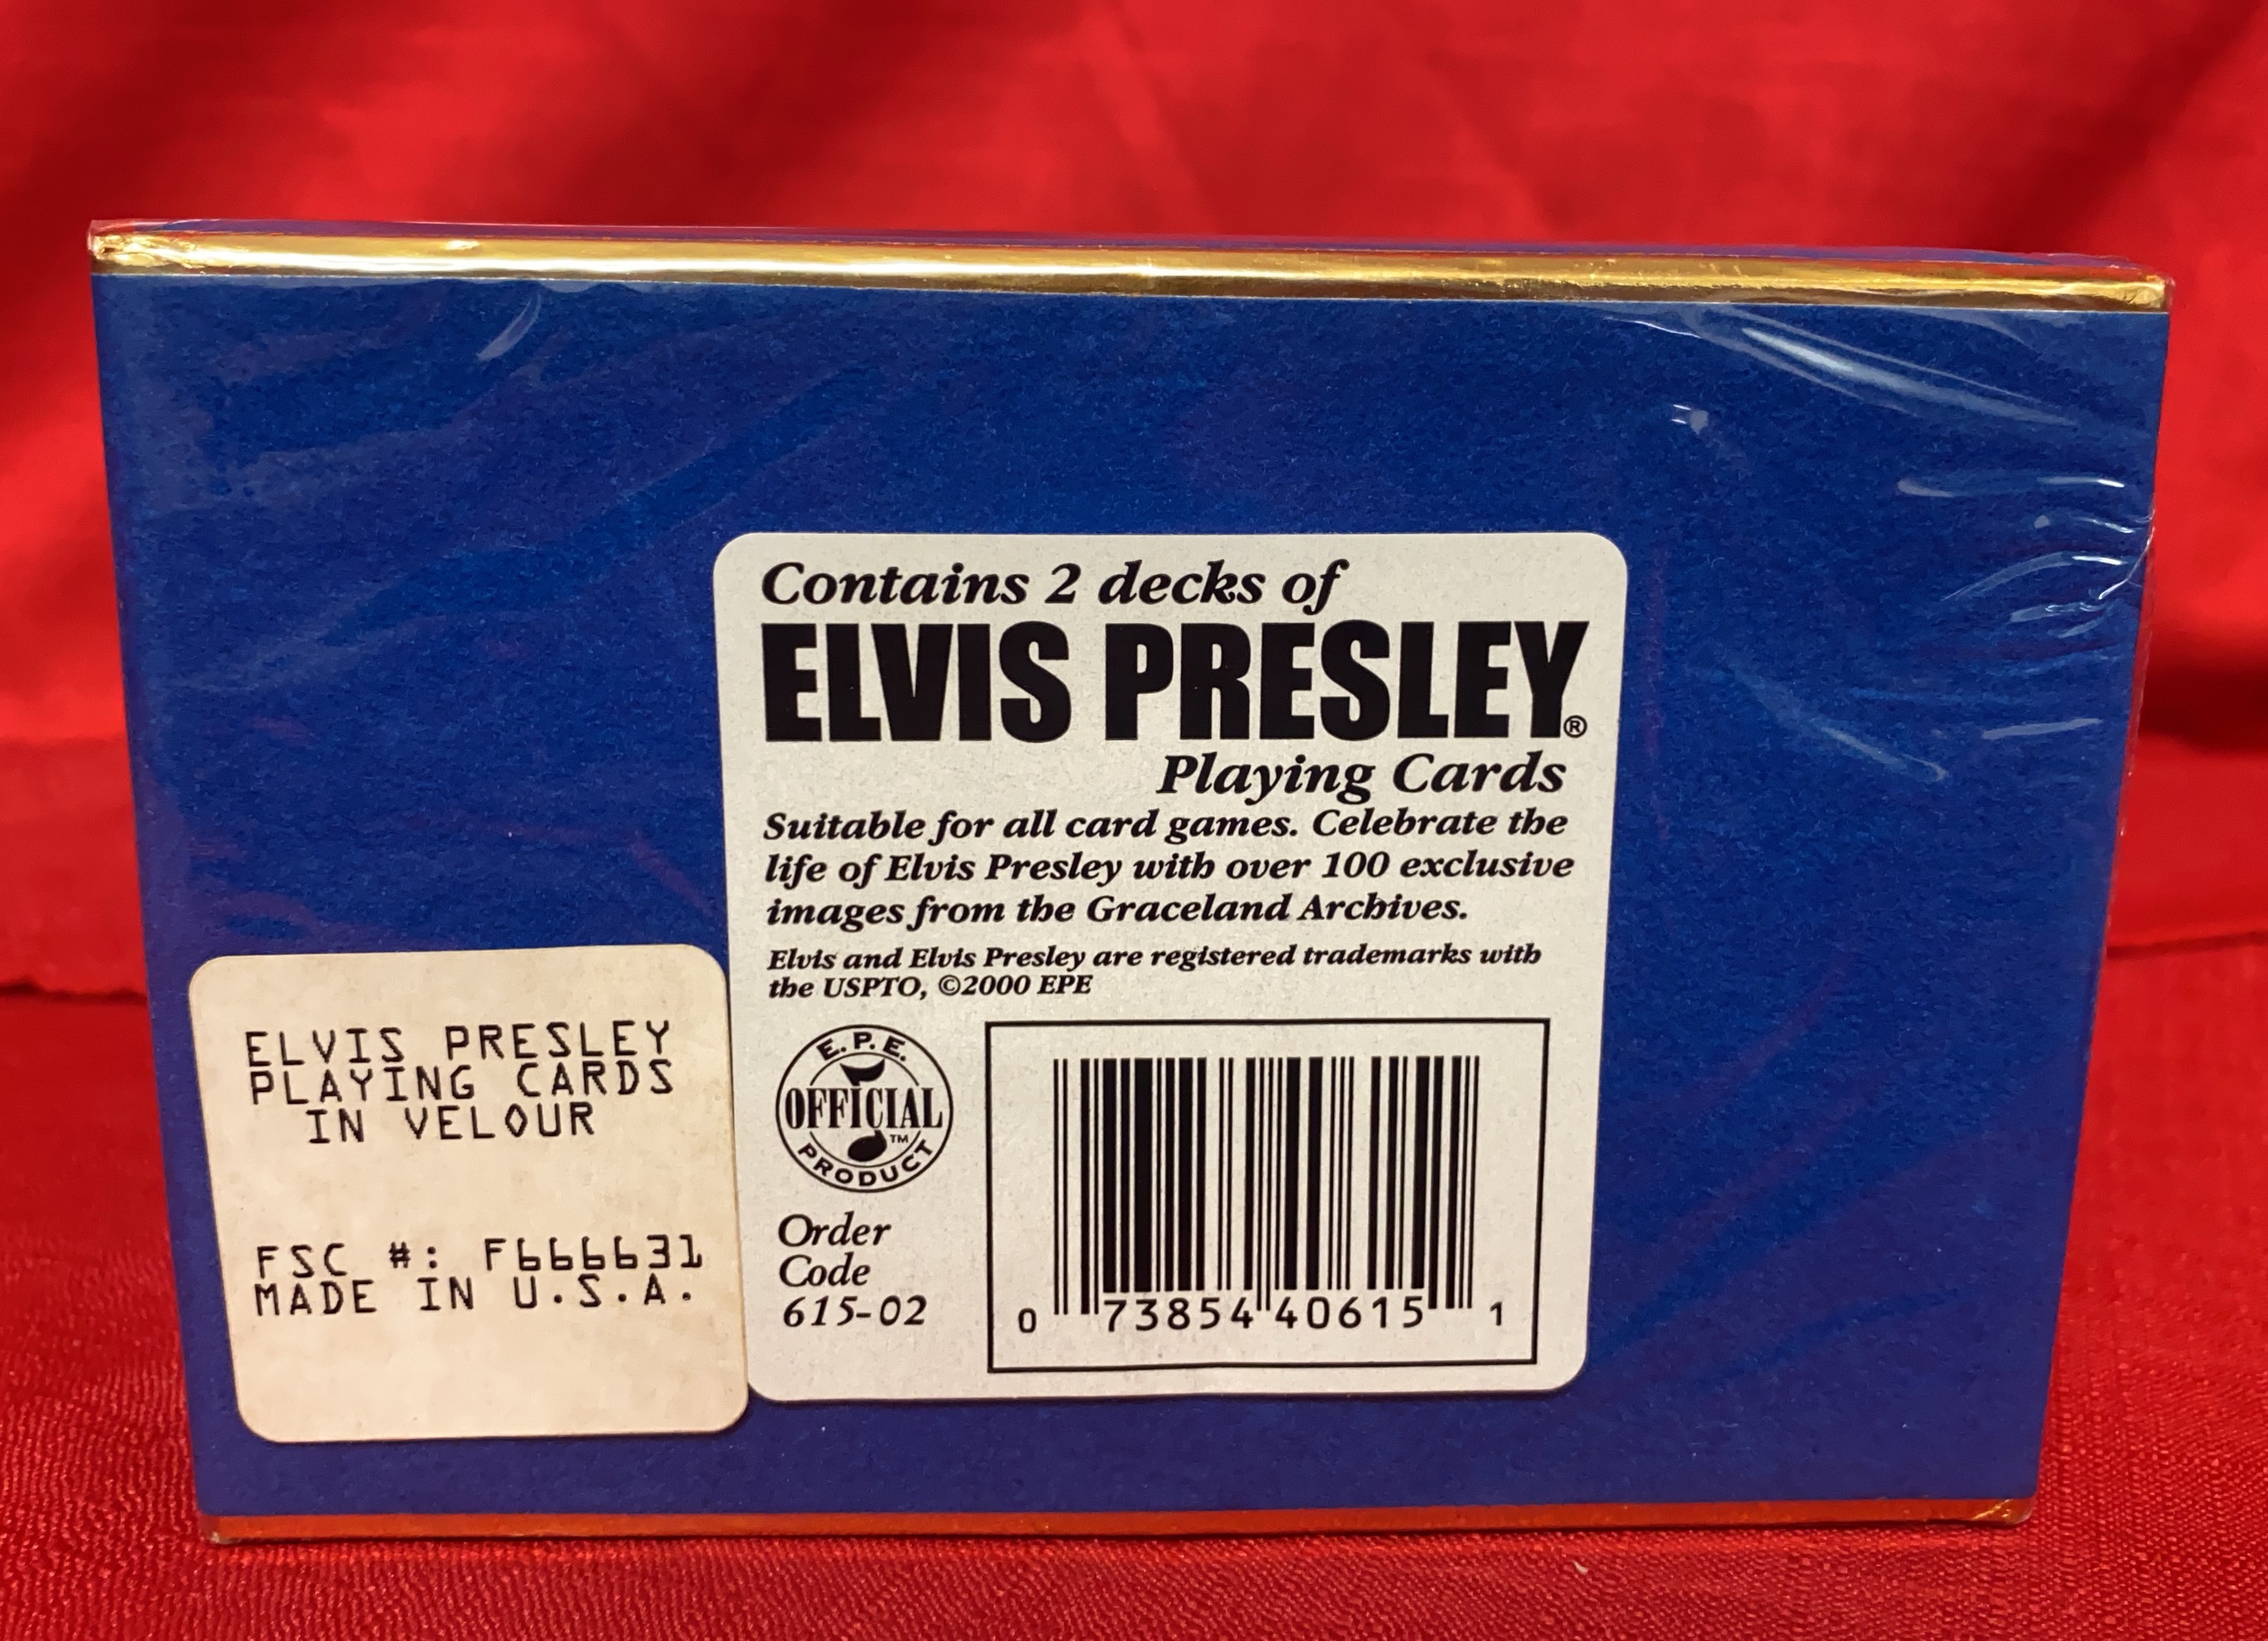 Contains 2 decks of
ELVIS PRESLEY®
Playing Cards
Suitable for all card games. Celebrate the
life of Elvis Presley with over 100 exclusive
images from the Graceland Archives.
Elvis and Elvis Presley are registered trademarks with
the USPTO, ©2000 EPE
E.P.E.
OFFICIAL
™
PRODUCT
Order
Code
615-02
0 73854 40615 1
ELVIS PRESLEY
PLAYING CARDS
IN VELOUR
FSC #: F666631
MADE IN U.S.A.